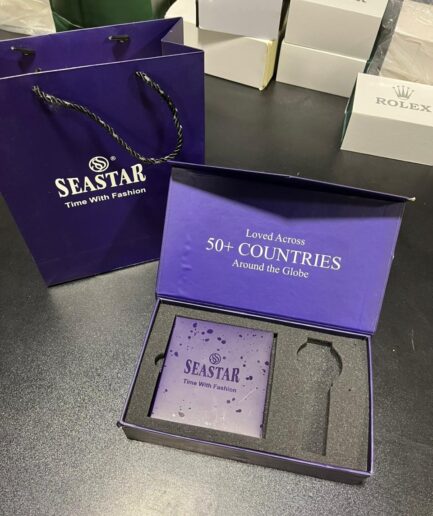 SEASTAR®
Time With Fashion
ROLEX
Loved Across
50+ COUNTRIES
Around the Globe
SEASTAR
Time With Fashion